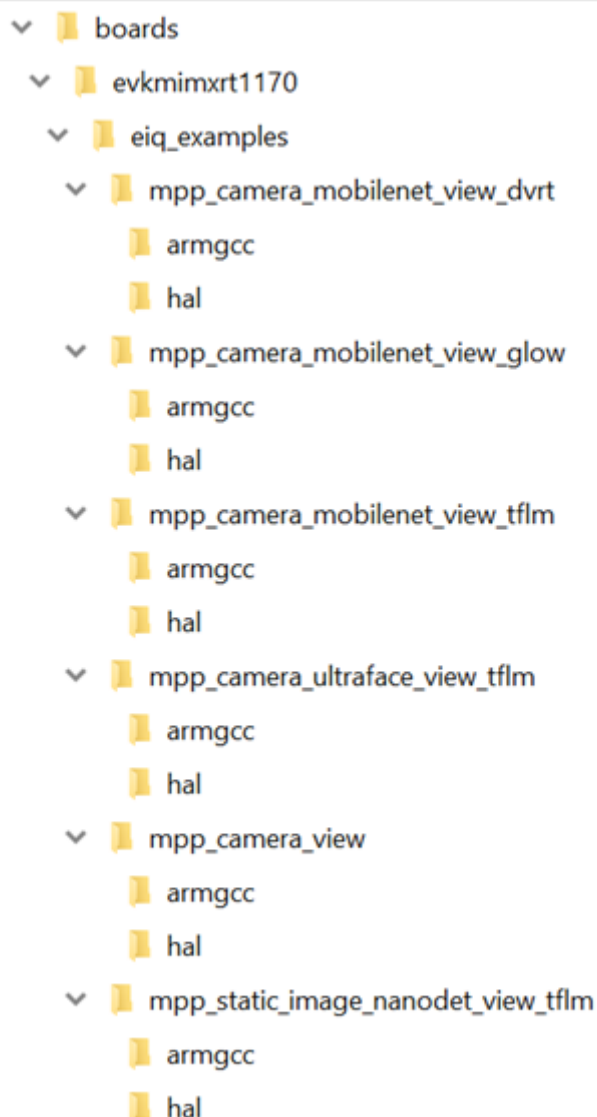 boards
evkmimxrt1170
eiq_examples
mpp_camera_mobilenet_view_dvrt
armgcc
hal
mpp_camera_mobilenet_view_glow
armgcc
hal
mpp_camera_mobilenet_view_tflm
armgcc
hal
mpp_camera_ultraface_view_tflm
armgcc
hal
mpp_camera_view
armgcc
hal
mpp_static_image_nanodet_view_tflm
armgcc
hal